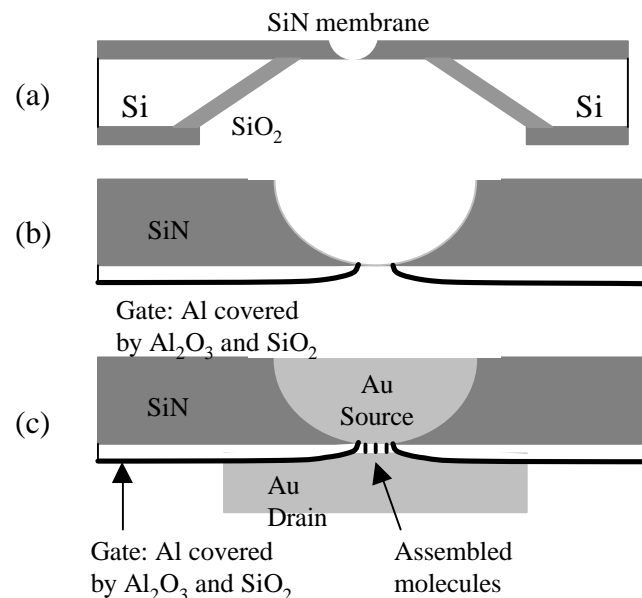 SiN membrane
(a)
Si
Si
SiO₂
(b)
SiN
Gate: Al covered
by Al₂O₃ and SiO₂
(c)
SiN
Au
Source
Au
Drain
Gate: Al covered
by Al₂O₃ and SiO₂
Assembled
molecules